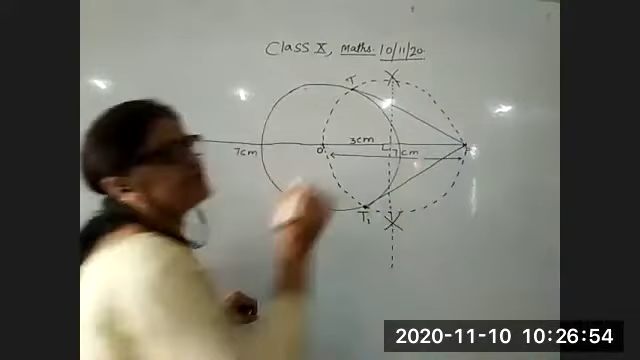 Class X, Maths. 10/11/20
T
3cm
7cm
O
7cm
P
T1
2020-11-10 10:26:54